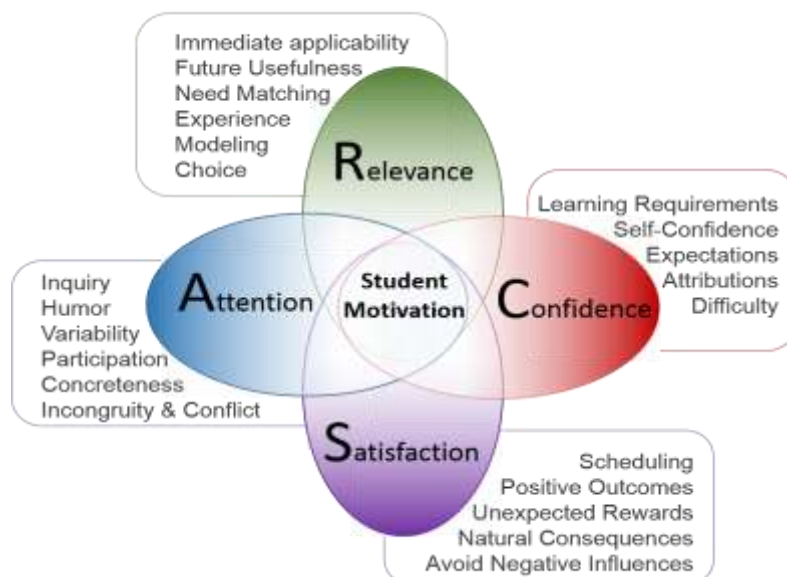 Immediate applicability
Future Usefulness
Need Matching
Experience
Modeling
Choice
Relevance
Learning Requirements
Self-Confidence
Expectations
Attributions
Difficulty
Inquiry
Humor
Variability
Participation
Concreteness
Incongruity & Conflict
Attention
Student
Motivation
Confidence
Satisfaction
Scheduling
Positive Outcomes
Unexpected Rewards
Natural Consequences
Avoid Negative Influences